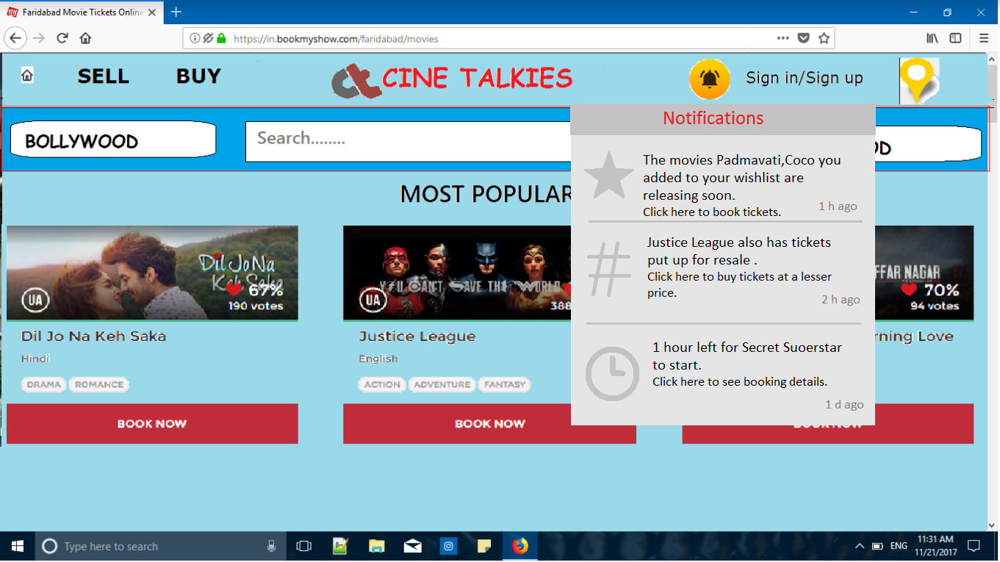 Faridabad Movie Tickets Online
https://in.bookmyshow.com/faridabad/movies
SELL
BUY
CINE TALKIES
Sign in/Sign up
BOLLYWOOD
Search........
OD
Notifications
The movies Padmavati,Coco you
added to your wishlist are
releasing soon.
Click here to book tickets.
1 h ago
Justice League also has tickets
put up for resale .
Click here to buy tickets at a lesser
price.
2 h ago
1 hour left for Secret Suoerstar
to start.
Click here to see booking details.
1 d ago
MOST POPULAR
DIL JO NA
KEH SAKA
UA
67%
190 votes
YOU CAN'T SAVE THE WORLD
UA
388
FFAR NAGAR
70%
94 votes
Dil Jo Na Keh Saka
Hindi
DRAMA ROMANCE
BOOK NOW
Justice League
English
ACTION ADVENTURE FANTASY
BOOK NOW
rning Love
BOOK NOW
Type here to search
ENG
11:31 AM
11/21/2017